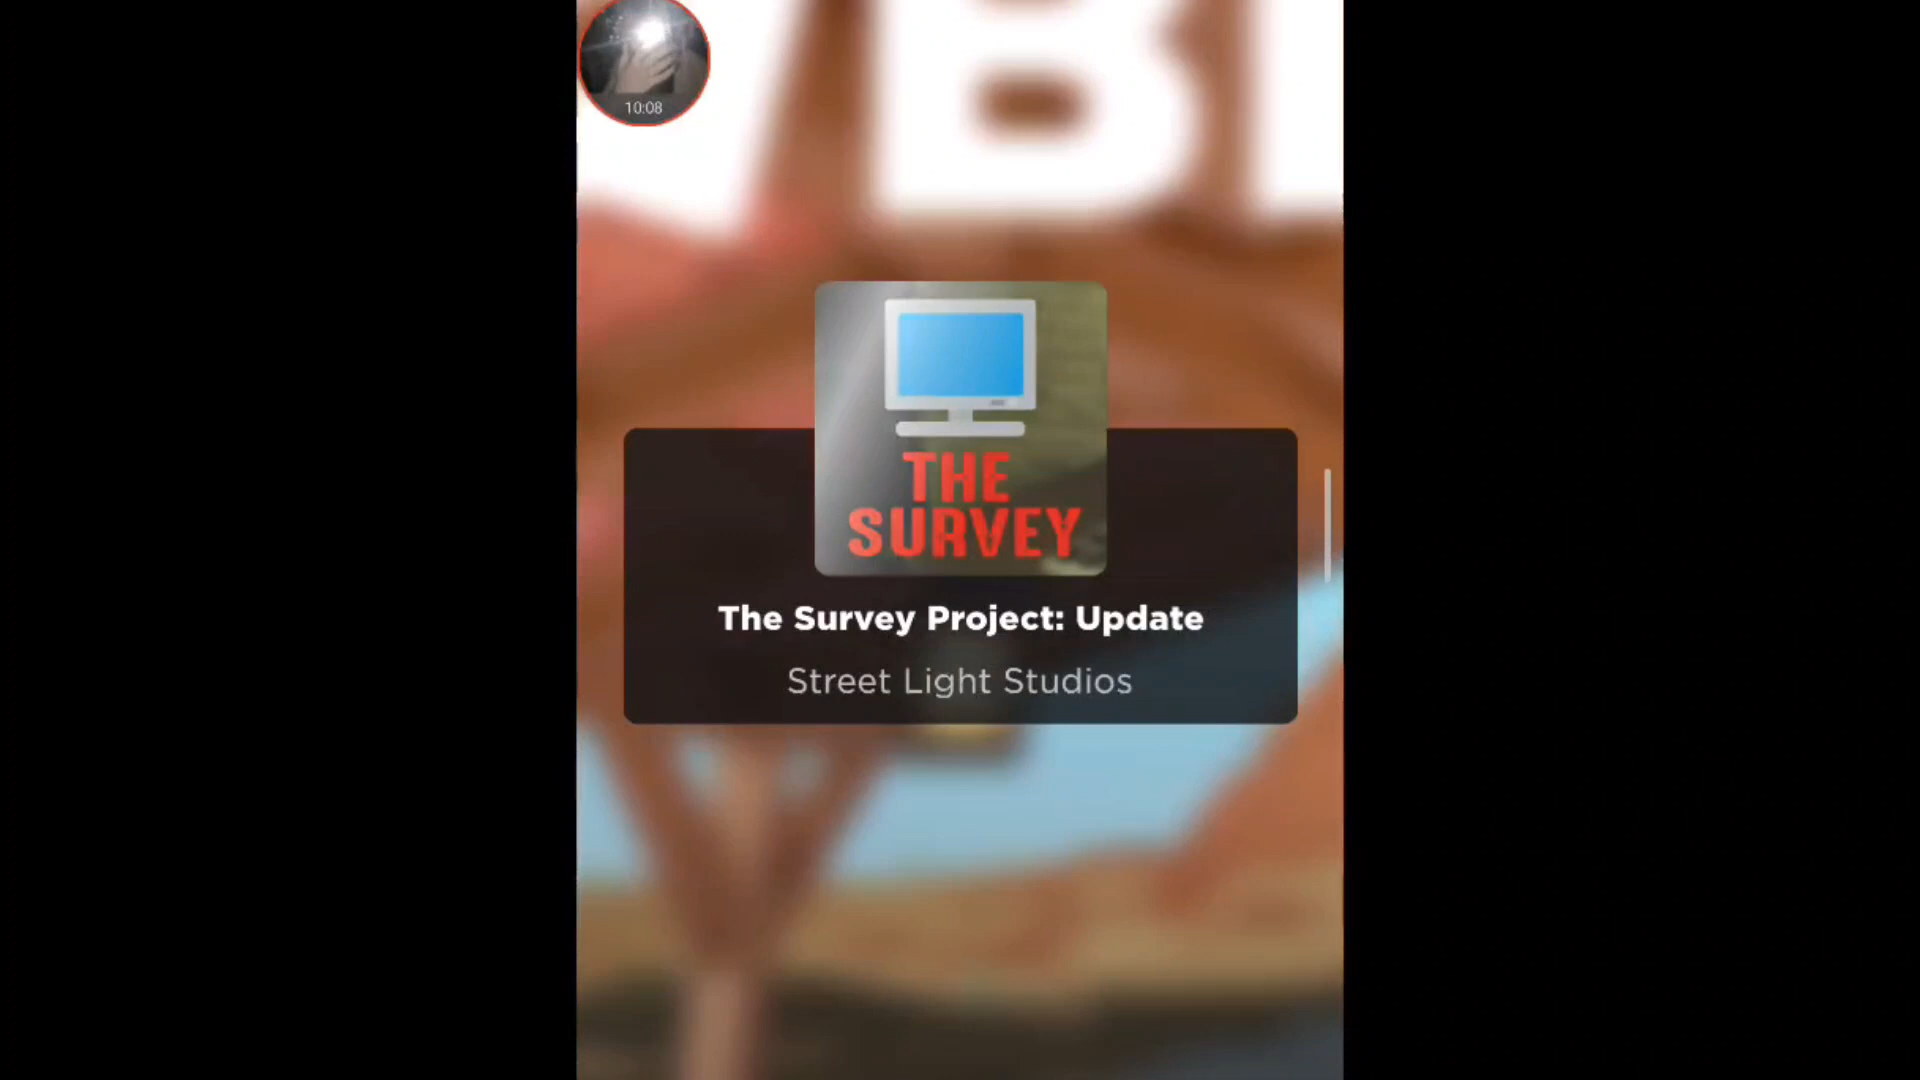 10:08
THE
SURVEY
The Survey Project: Update
Street Light Studios